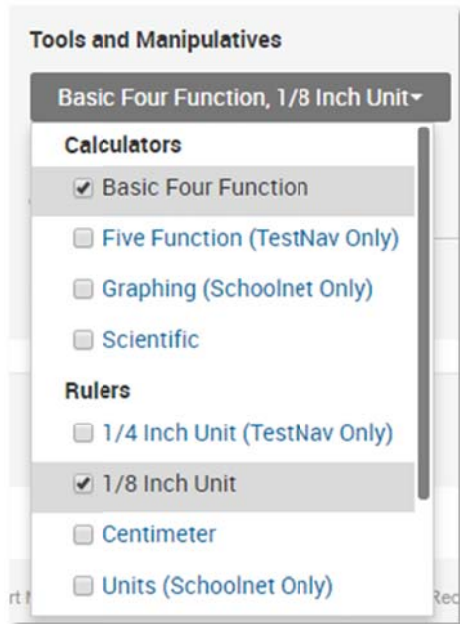 Tools and Manipulatives
Basic Four Function, 1/8 Inch Unit
Calculators
Basic Four Function
Five Function (TestNav Only)
Graphing (Schoolnet Only)
Scientific
Rulers
1/4 Inch Unit (TestNav Only)
1/8 Inch Unit
Centimeter
Units (Schoolnet Only)